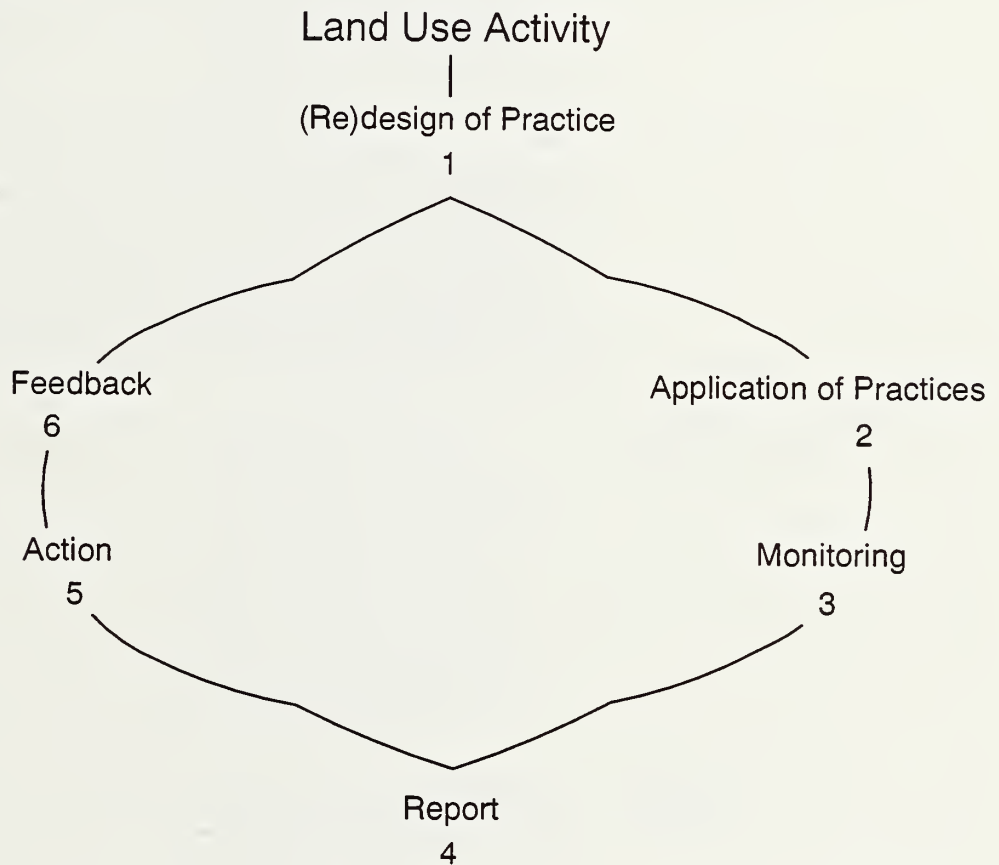 Land Use Activity
(Re)design of Practice
1
Feedback
6
Application of Practices
2
Action
5
Monitoring
3
Report
4